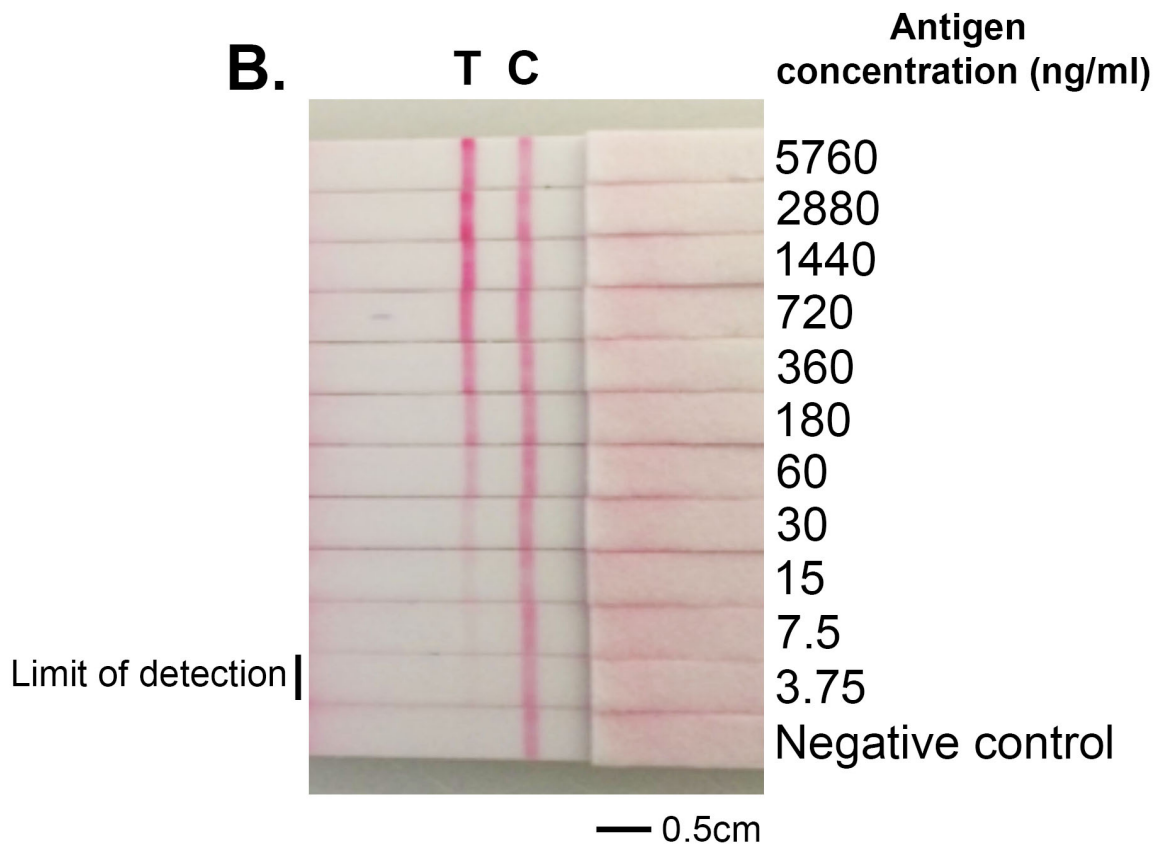 B.
T C
Antigen
concentration (ng/ml)
5760
2880
1440
720
360
180
60
30
15
7.5
Limit of detection
3.75
Negative control
0.5cm